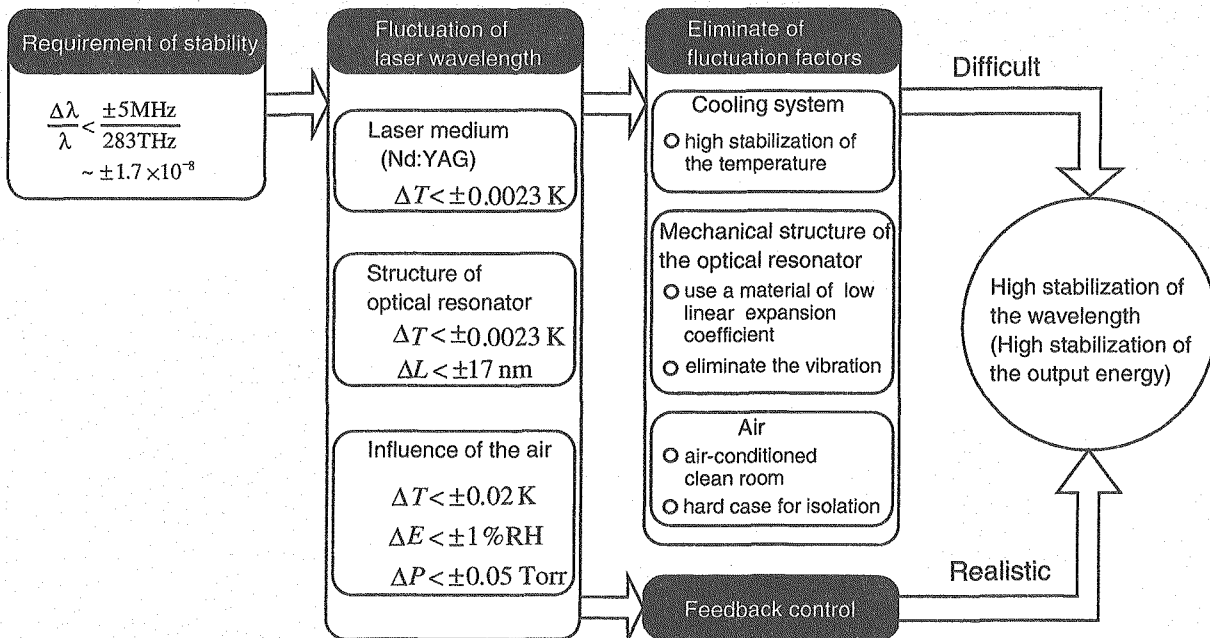 Requirement of stability
Δλ/λ < ±5MHz/283THz
~ ±1.7 ×10⁻⁸
Fluctuation of
laser wavelength
Laser medium
(Nd:YAG)
ΔT<±0.0023 K
Structure of
optical resonator
ΔT<±0.0023 K
ΔL<±17 nm
Influence of the air
ΔT<±0.02 K
ΔE<±1%RH
ΔP<±0.05 Torr
Eliminate of
fluctuation factors
Cooling system
high stabilization of
the temperature
Mechanical structure of
the optical resonator
use a material of low
linear expansion
coefficient
eliminate the vibration
Air
air-conditioned
clean room
hard case for isolation
Feedback control
Difficult
Realistic
High stabilization of
the wavelength
(High stabilization of
the output energy)